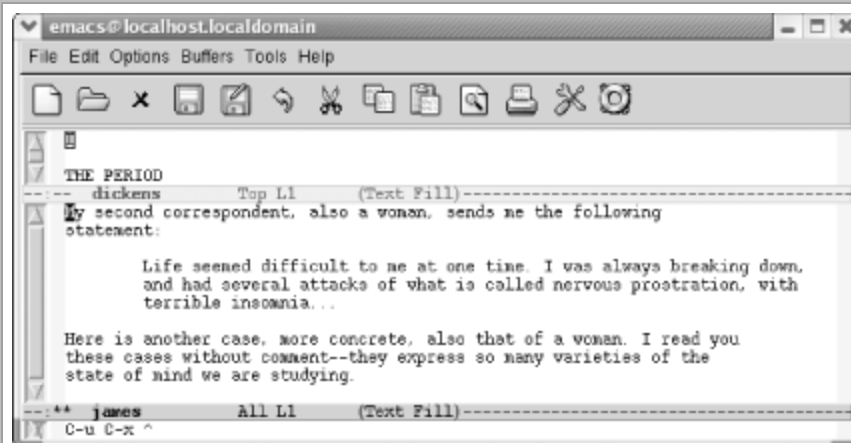 emacs@localhost.localdomain
File Edit Options Buffers Tools Help
THE PERIOD
--:-- dickens Top L1 (Text Fill)--------------------------------------------
My second correspondent, also a woman, sends me the following
statement:
Life seemed difficult to me at one time. I was always breaking down,
and had several attacks of what is called nervous prostration, with
terrible insomnia...
Here is another case, more concrete, also that of a woman. I read you
these cases without comment--they express so many varieties of the
state of mind we are studying.
--:** james All L1 (Text Fill)--------------------------------------------
C-u C-x ^